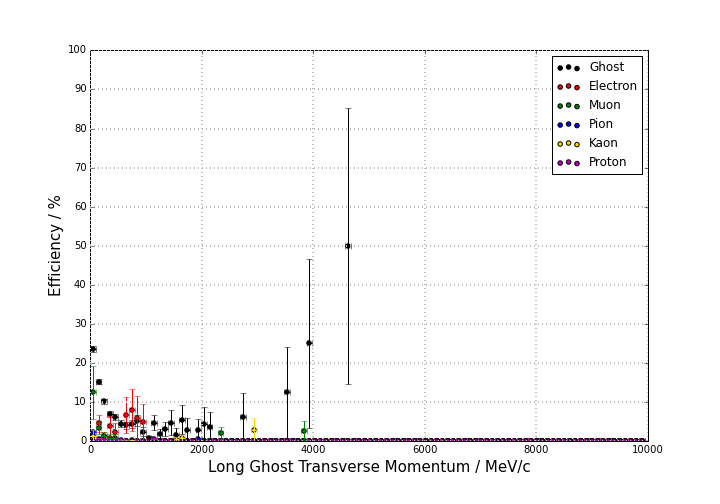 100
90
80
70
60
50
40
30
20
10
0
Efficiency / %
0 2000 4000 6000 8000 10000
Long Ghost Transverse Momentum / MeV/c
Ghost
Electron
Muon
Pion
Kaon
Proton